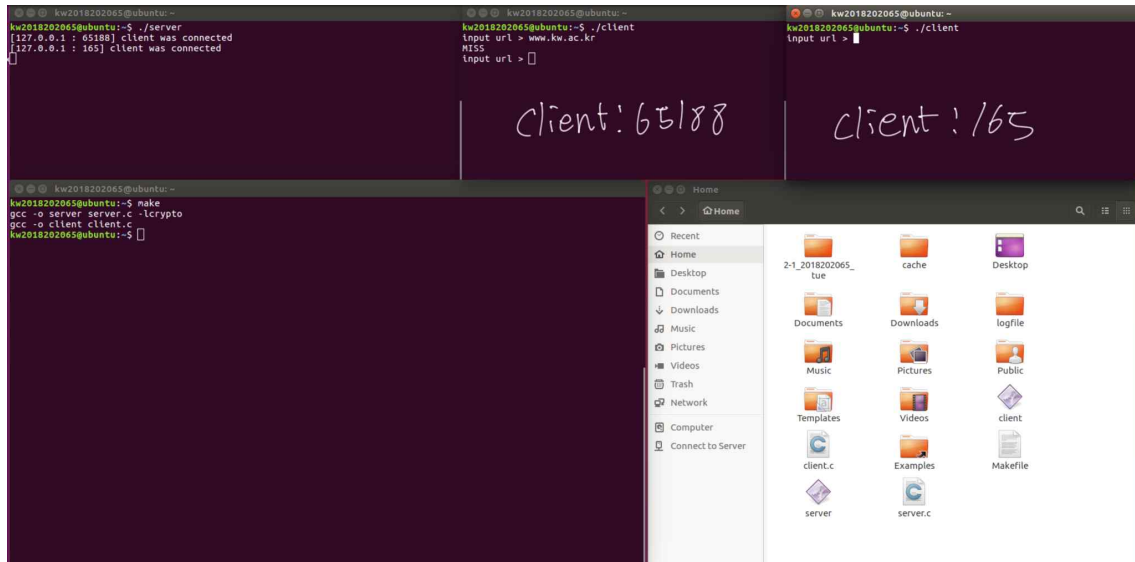 kw2018202065@ubuntu: ~
kw2018202065@ubuntu:~$ ./server
[127.0.0.1 : 65188] client was connected
[127.0.0.1 : 165] client was connected
kw2018202065@ubuntu: ~
kw2018202065@ubuntu:~$ ./client
input url > www.kw.ac.kr
MISS
input url >
client: 65188
kw2018202065@ubuntu: ~
kw2018202065@ubuntu:~$ ./client
input url >
client: 165
kw2018202065@ubuntu: ~
kw2018202065@ubuntu:~$ make
gcc -o server server.c -lcrypto
gcc -o client client.c
kw2018202065@ubuntu:~$
Home
Home
Recent
Home
Desktop
Documents
Downloads
Music
Pictures
Videos
Trash
Network
Computer
Connect to Server
2-1_2018202065_
tue
cache
Desktop
Documents
Downloads
logfile
Music
Pictures
Public
Templates
Videos
client
client.c
Examples
Makefile
server
server.c